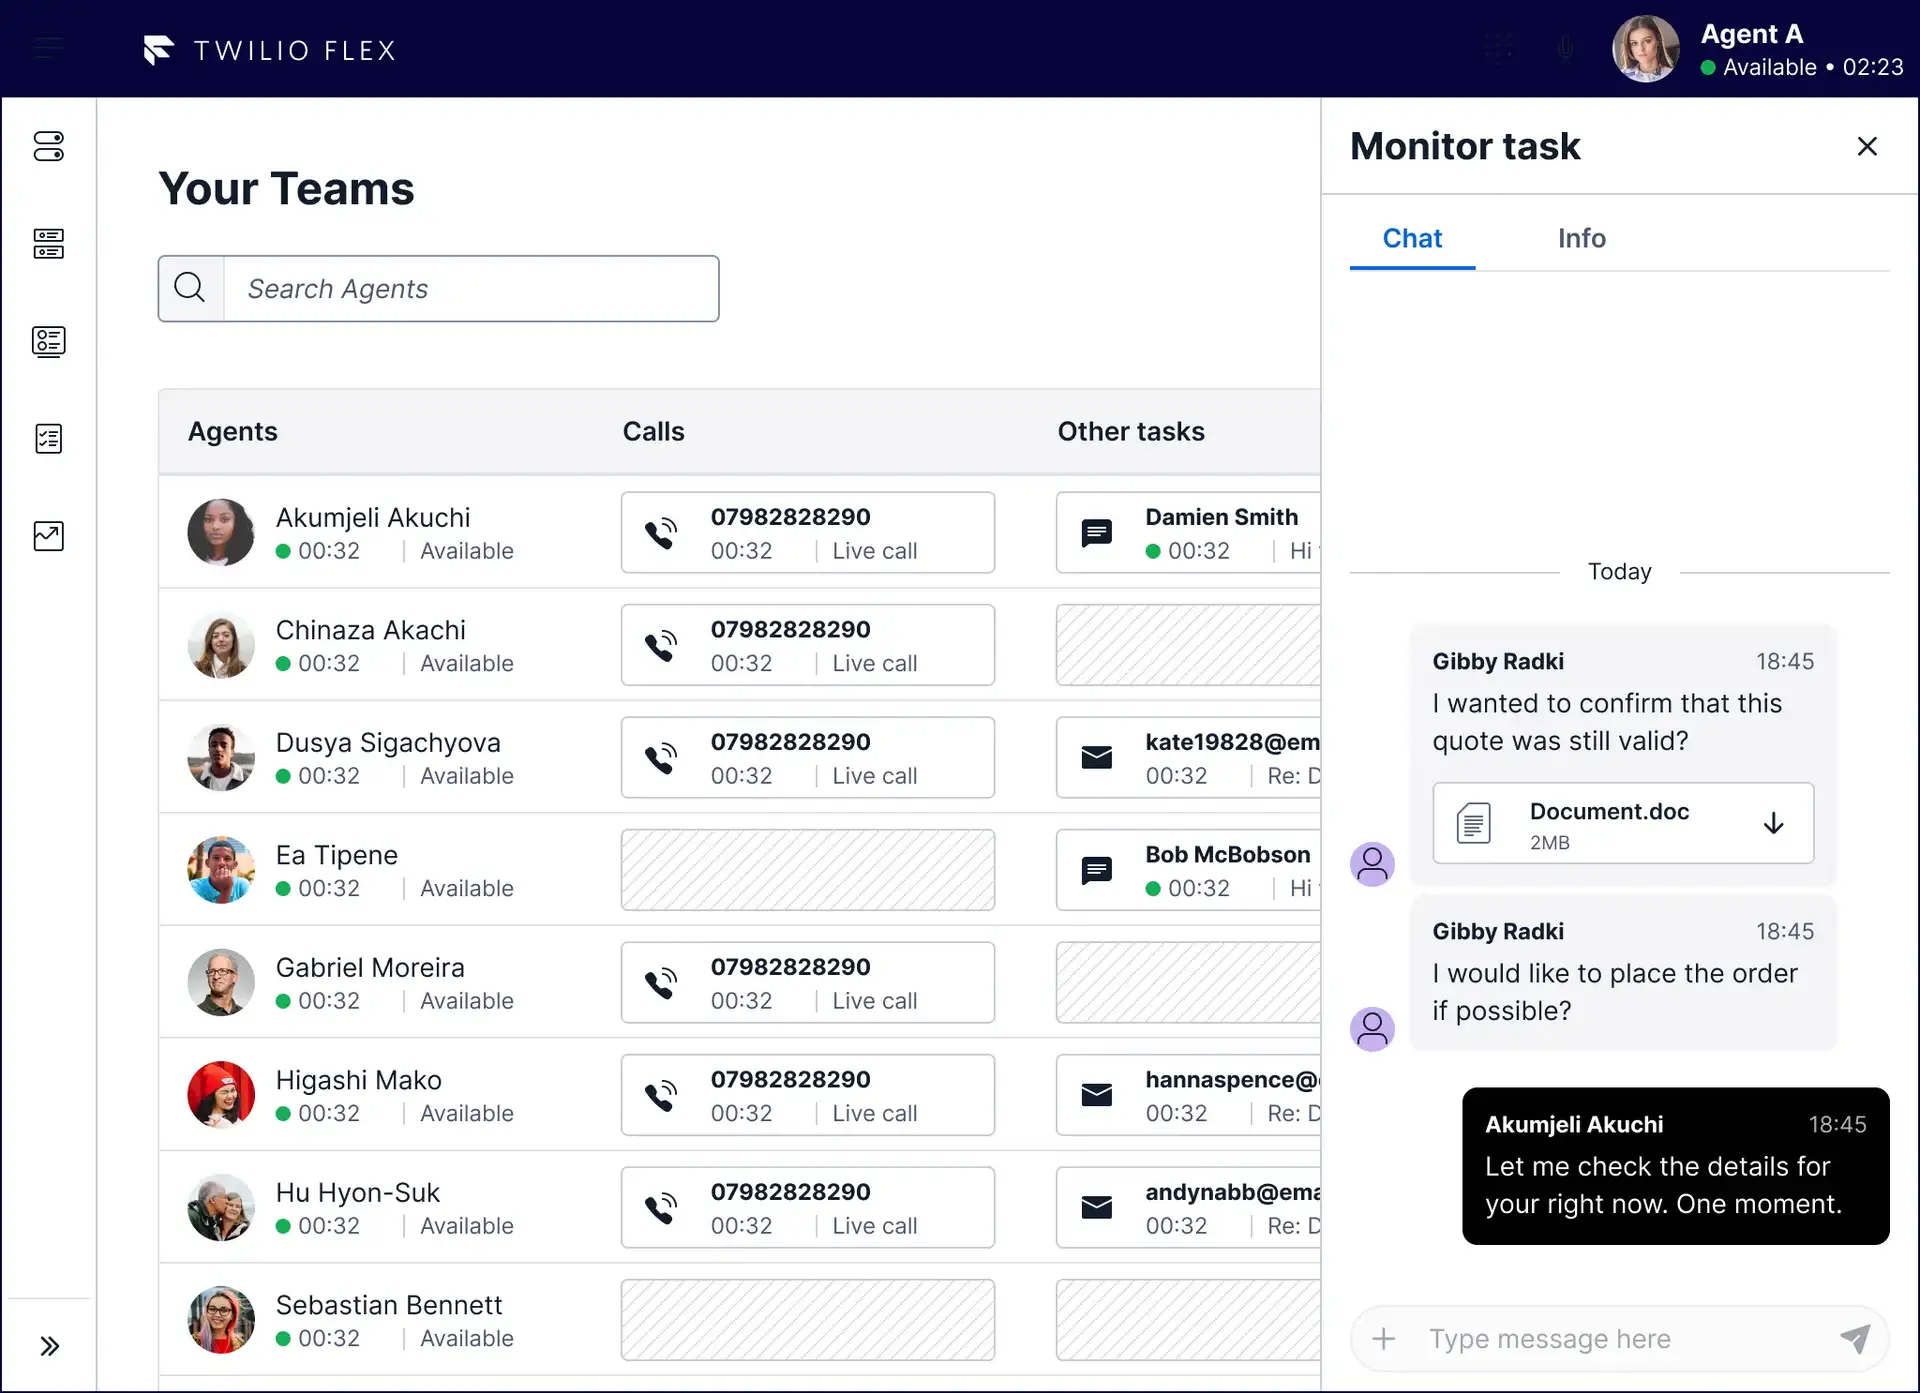 TWILIO FLEX
Agent A
Available • 02:23
Your Teams
Search Agents
Agents Calls Other tasks
Akumjeli Akuchi
00:32 | Available
07982828290
00:32 | Live call
Damien Smith
00:32 | Hi
Chinaza Akachi
00:32 | Available
07982828290
00:32 | Live call
Dusya Sigachyova
00:32 | Available
07982828290
00:32 | Live call
kate19828@em
00:32 | Re: D
Ea Tipene
00:32 | Available
Bob McBobson
00:32 | Hi
Gabriel Moreira
00:32 | Available
07982828290
00:32 | Live call
Higashi Mako
00:32 | Available
07982828290
00:32 | Live call
hannaspence@
00:32 | Re: D
Hu Hyon-Suk
00:32 | Available
07982828290
00:32 | Live call
andynabb@ema
00:32 | Re: D
Sebastian Bennett
00:32 | Available
Monitor task
Chat Info
Today
Gibby Radki 18:45
I wanted to confirm that this
quote was still valid?
Document.doc
2MB
Gibby Radki 18:45
I would like to place the order
if possible?
Akumjeli Akuchi 18:45
Let me check the details for
your right now. One moment.
Type message here